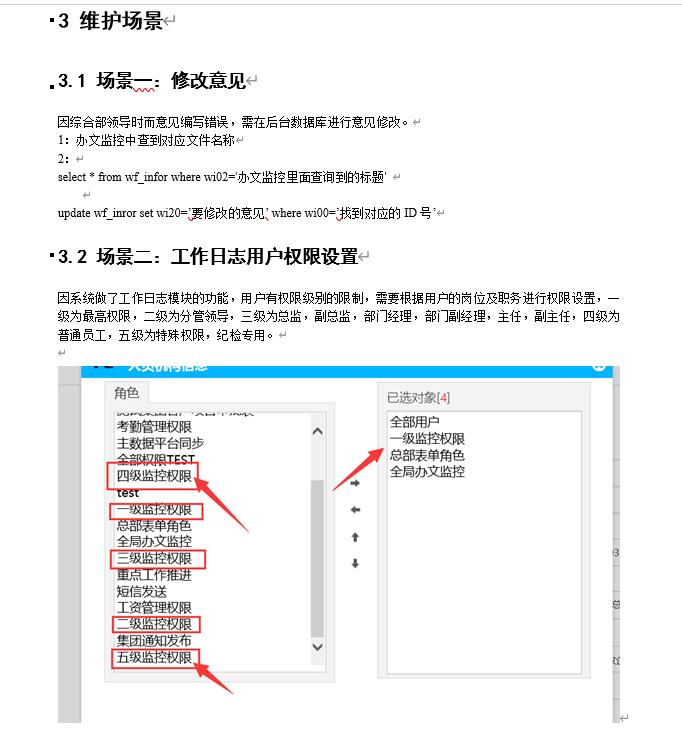 3 维护场景
3.1 场景一：修改意见
因综合部领导时而意见编写错误，需在后台数据库进行意见修改。
1：办文监控中查到对应文件名称
2：
select * from wf_infor where wi02='办文监控里面查询到的标题'
update wf_inror set wi20='要修改的意见' where wi00='找到对应的 ID 号'
3.2 场景二：工作日志用户权限设置
因系统做了工作日志模块的功能，用户有权限级别的限制，需要根据用户的岗位及职务进行权限设置，一
级为最高权限，二级为分管领导，三级为总监，副总监，部门经理，部门副经理，主任，副主任，四级为
普通员工，五级为特殊权限，纪检专用。
人员机构信息
角色
考勤管理权限
主数据平台同步
全部权限TEST
四级监控权限
test
一级监控权限
总部表单角色
全局办文监控
三级监控权限
重点工作推进
短信发送
工资管理权限
二级监控权限
集团通知发布
五级监控权限
已选对象[4]
全部用户
一级监控权限
总部表单角色
全局办文监控